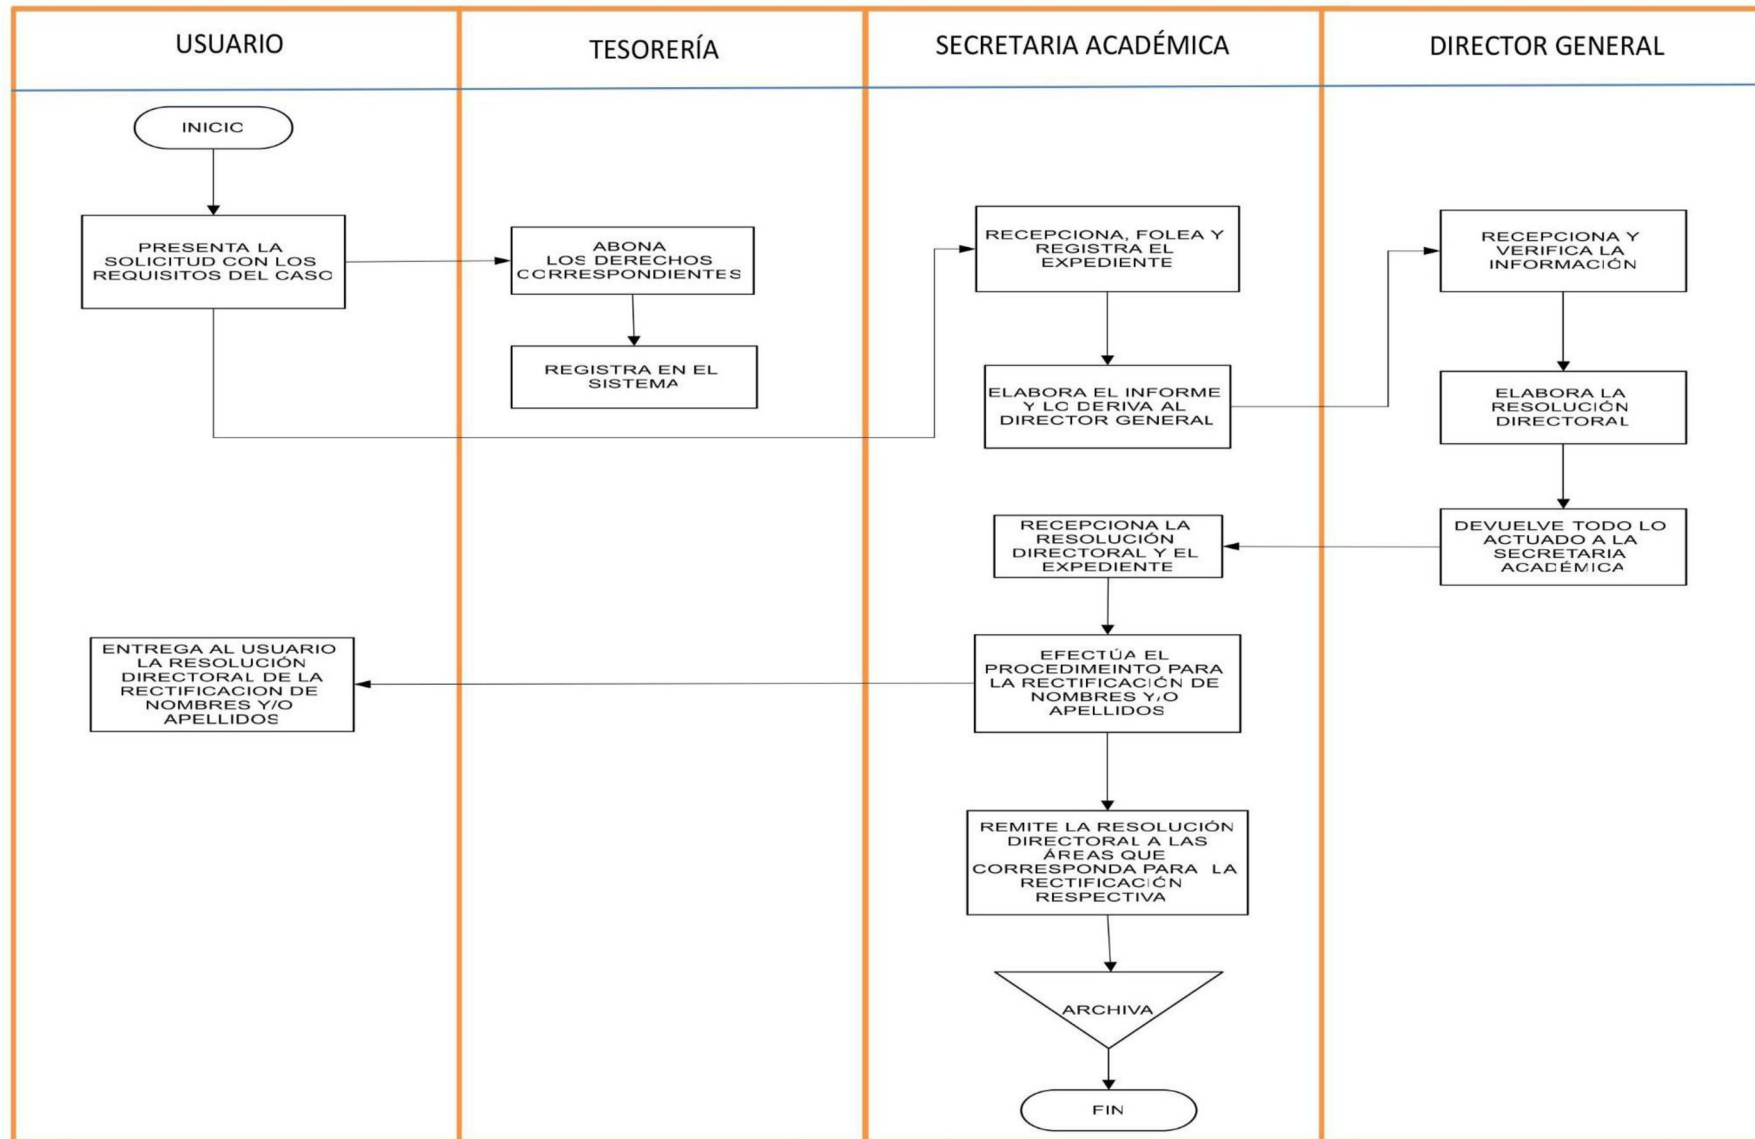 USUARIO
TESORERÍA
SECRETARIA ACADÉMICA
DIRECTOR GENERAL
INICIO
PRESENTA LA
SOLICITUD CON LOS
REQUISITOS DEL CASO
ABONA
LOS DERECHOS
CORRESPONDIENTES
REGISTRA EN EL
SISTEMA
RECEPCIONA, FOLEA Y
REGISTRA EL
EXPEDIENTE
ELABORA EL INFORME
Y LO DERIVA AL
DIRECTOR GENERAL
RECEPCIONA Y
VERIFICA LA
INFORMACIÓN
ELABORA LA
RESOLUCIÓN
DIRECTORAL
DEVUELVE TODO LO
ACTUADO A LA
SECRETARIA
ACADÉMICA
RECEPCIONA LA
RESOLUCIÓN
DIRECTORAL Y EL
EXPEDIENTE
EFECTÚA EL
PROCEDIMEINTO PARA
LA RECTIFICACIÓN DE
NOMBRES Y/O
APELLIDOS
ENTREGA AL USUARIO
LA RESOLUCIÓN
DIRECTORAL DE LA
RECTIFICACION DE
NOMBRES Y/O
APELLIDOS
REMITE LA RESOLUCIÓN
DIRECTORAL A LAS
ÁREAS QUE
CORRESPONDA PARA LA
RECTIFICACIÓN
RESPECTIVA
ARCHIVA
FIN